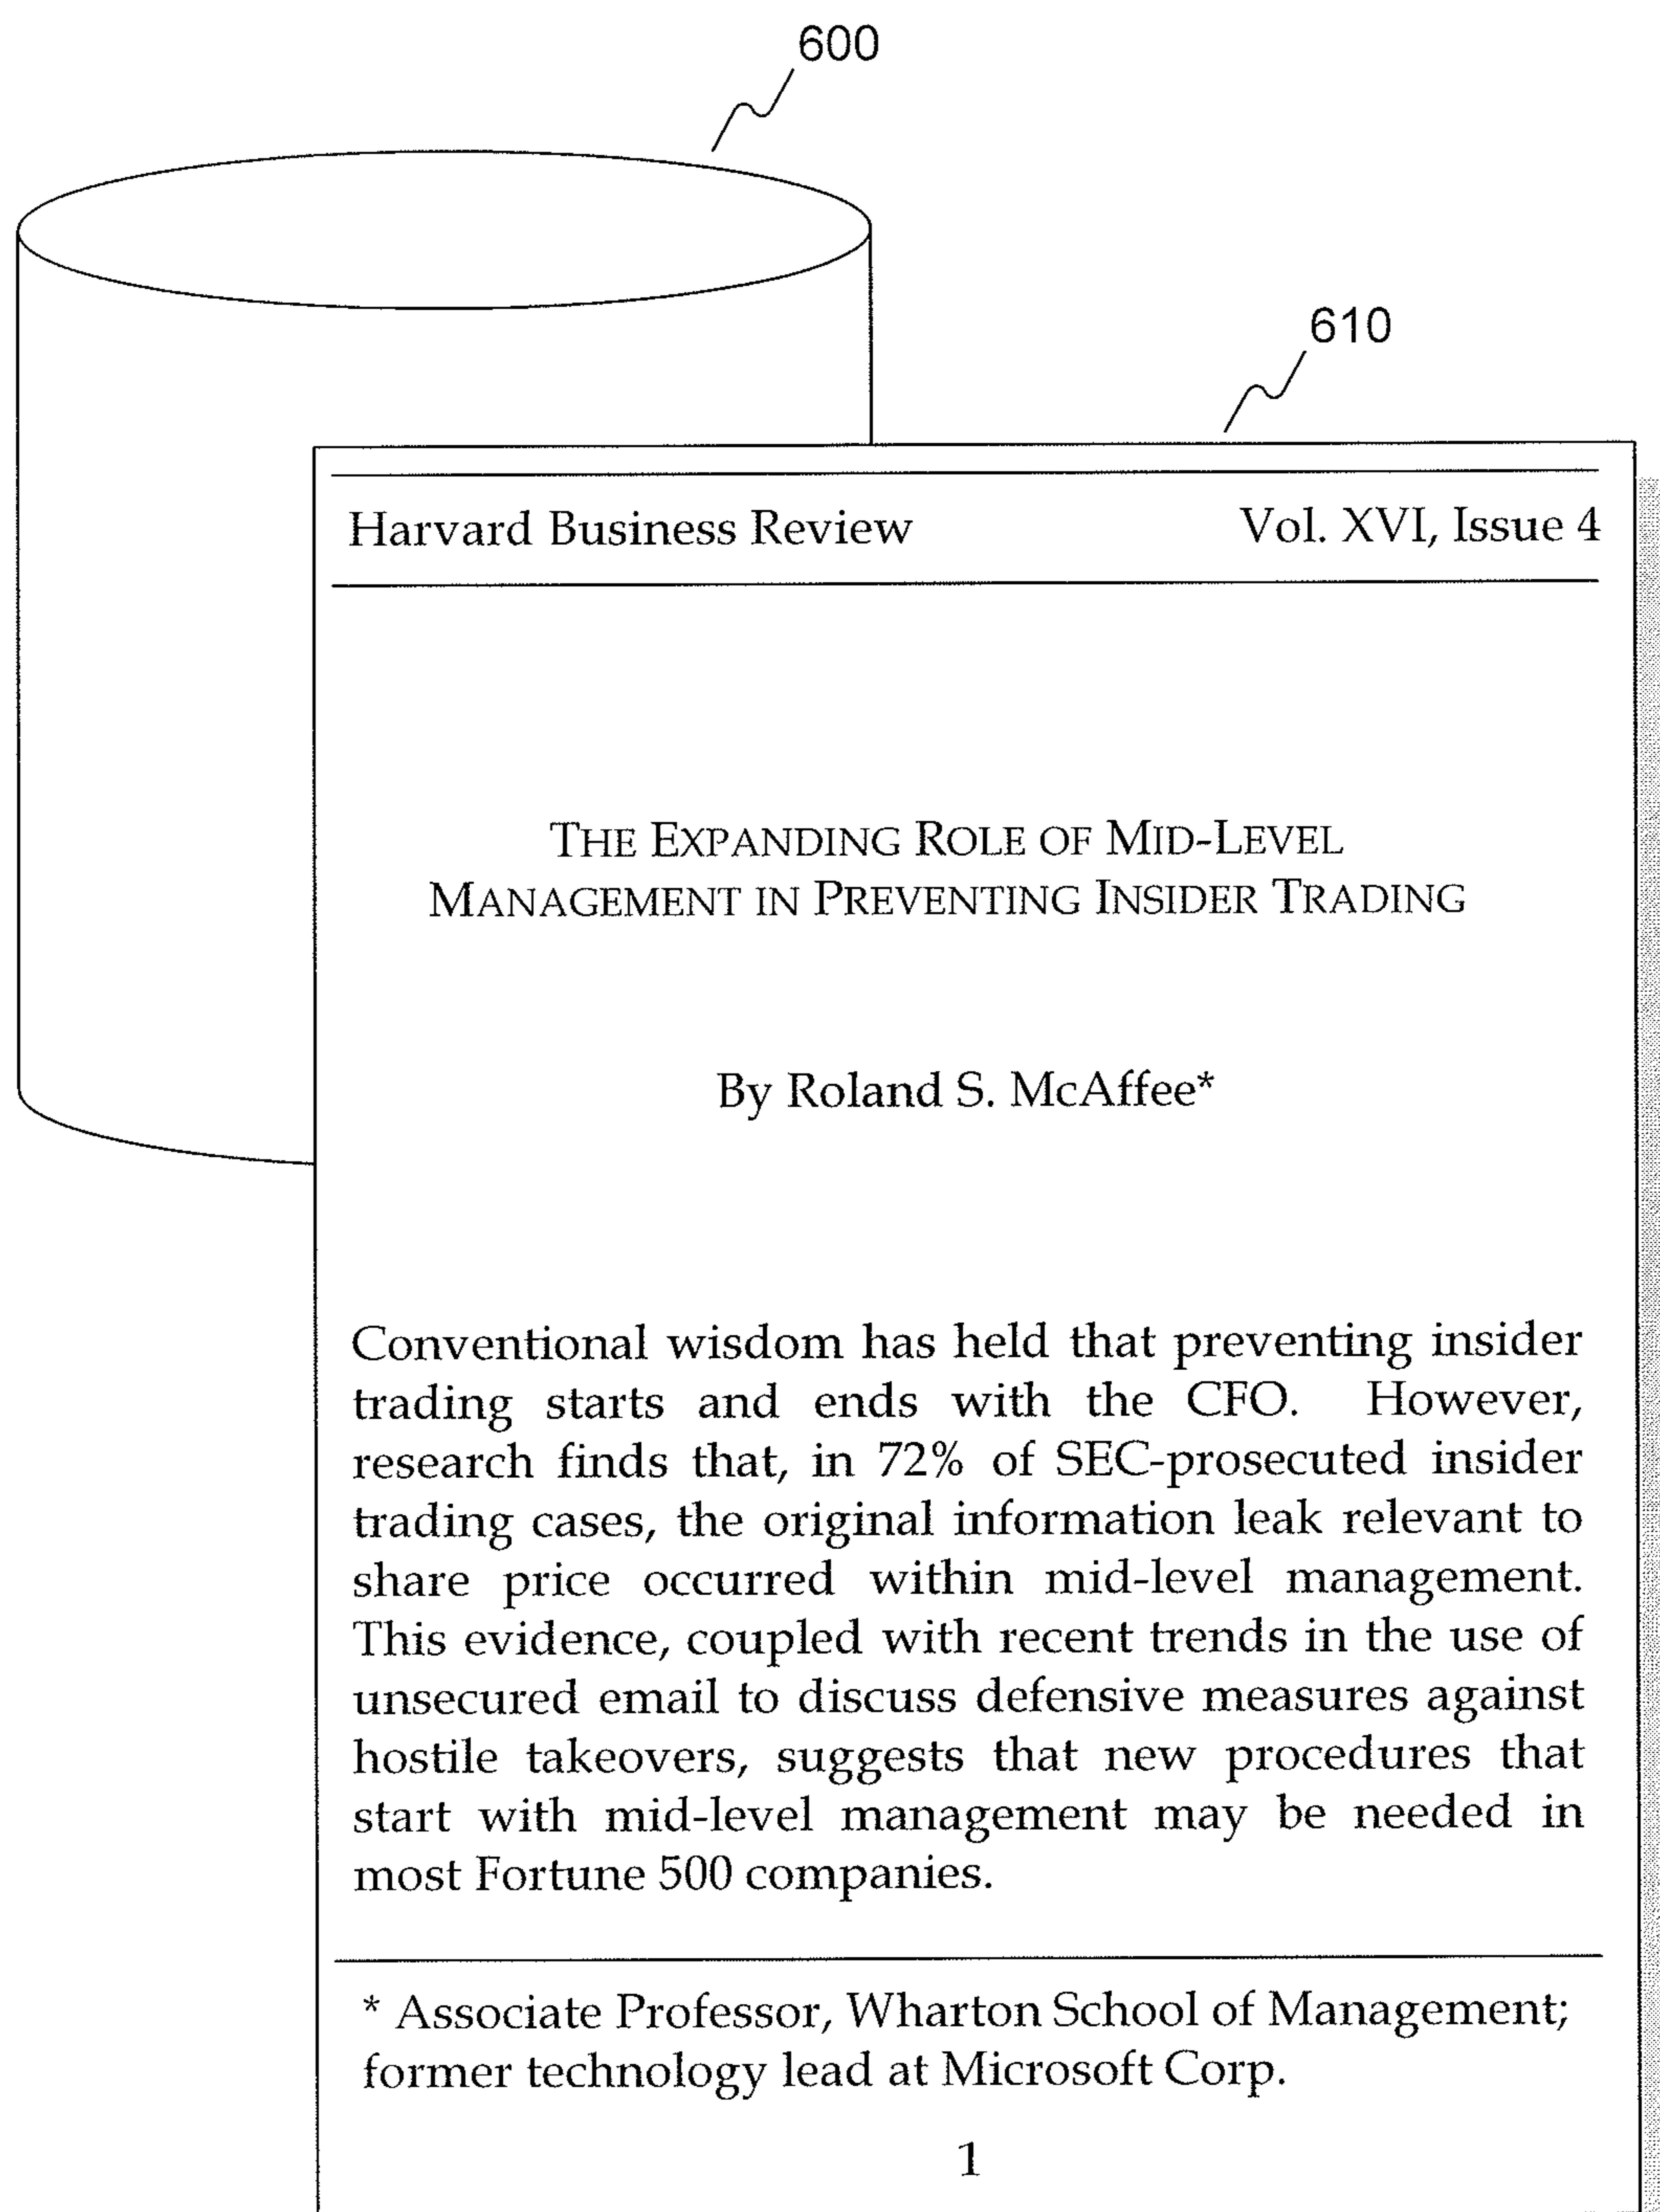 600
610
Harvard Business Review Vol. XVI, Issue 4
THE EXPANDING ROLE OF MID-LEVEL
MANAGEMENT IN PREVENTING INSIDER TRADING
By Roland S. McAffee*
Conventional wisdom has held that preventing insider
trading starts and ends with the CFO. However,
research finds that, in 72% of SEC-prosecuted insider
trading cases, the original information leak relevant to
share price occurred within mid-level management.
This evidence, coupled with recent trends in the use of
unsecured email to discuss defensive measures against
hostile takeovers, suggests that new procedures that
start with mid-level management may be needed in
most Fortune 500 companies.
* Associate Professor, Wharton School of Management;
former technology lead at Microsoft Corp.
1